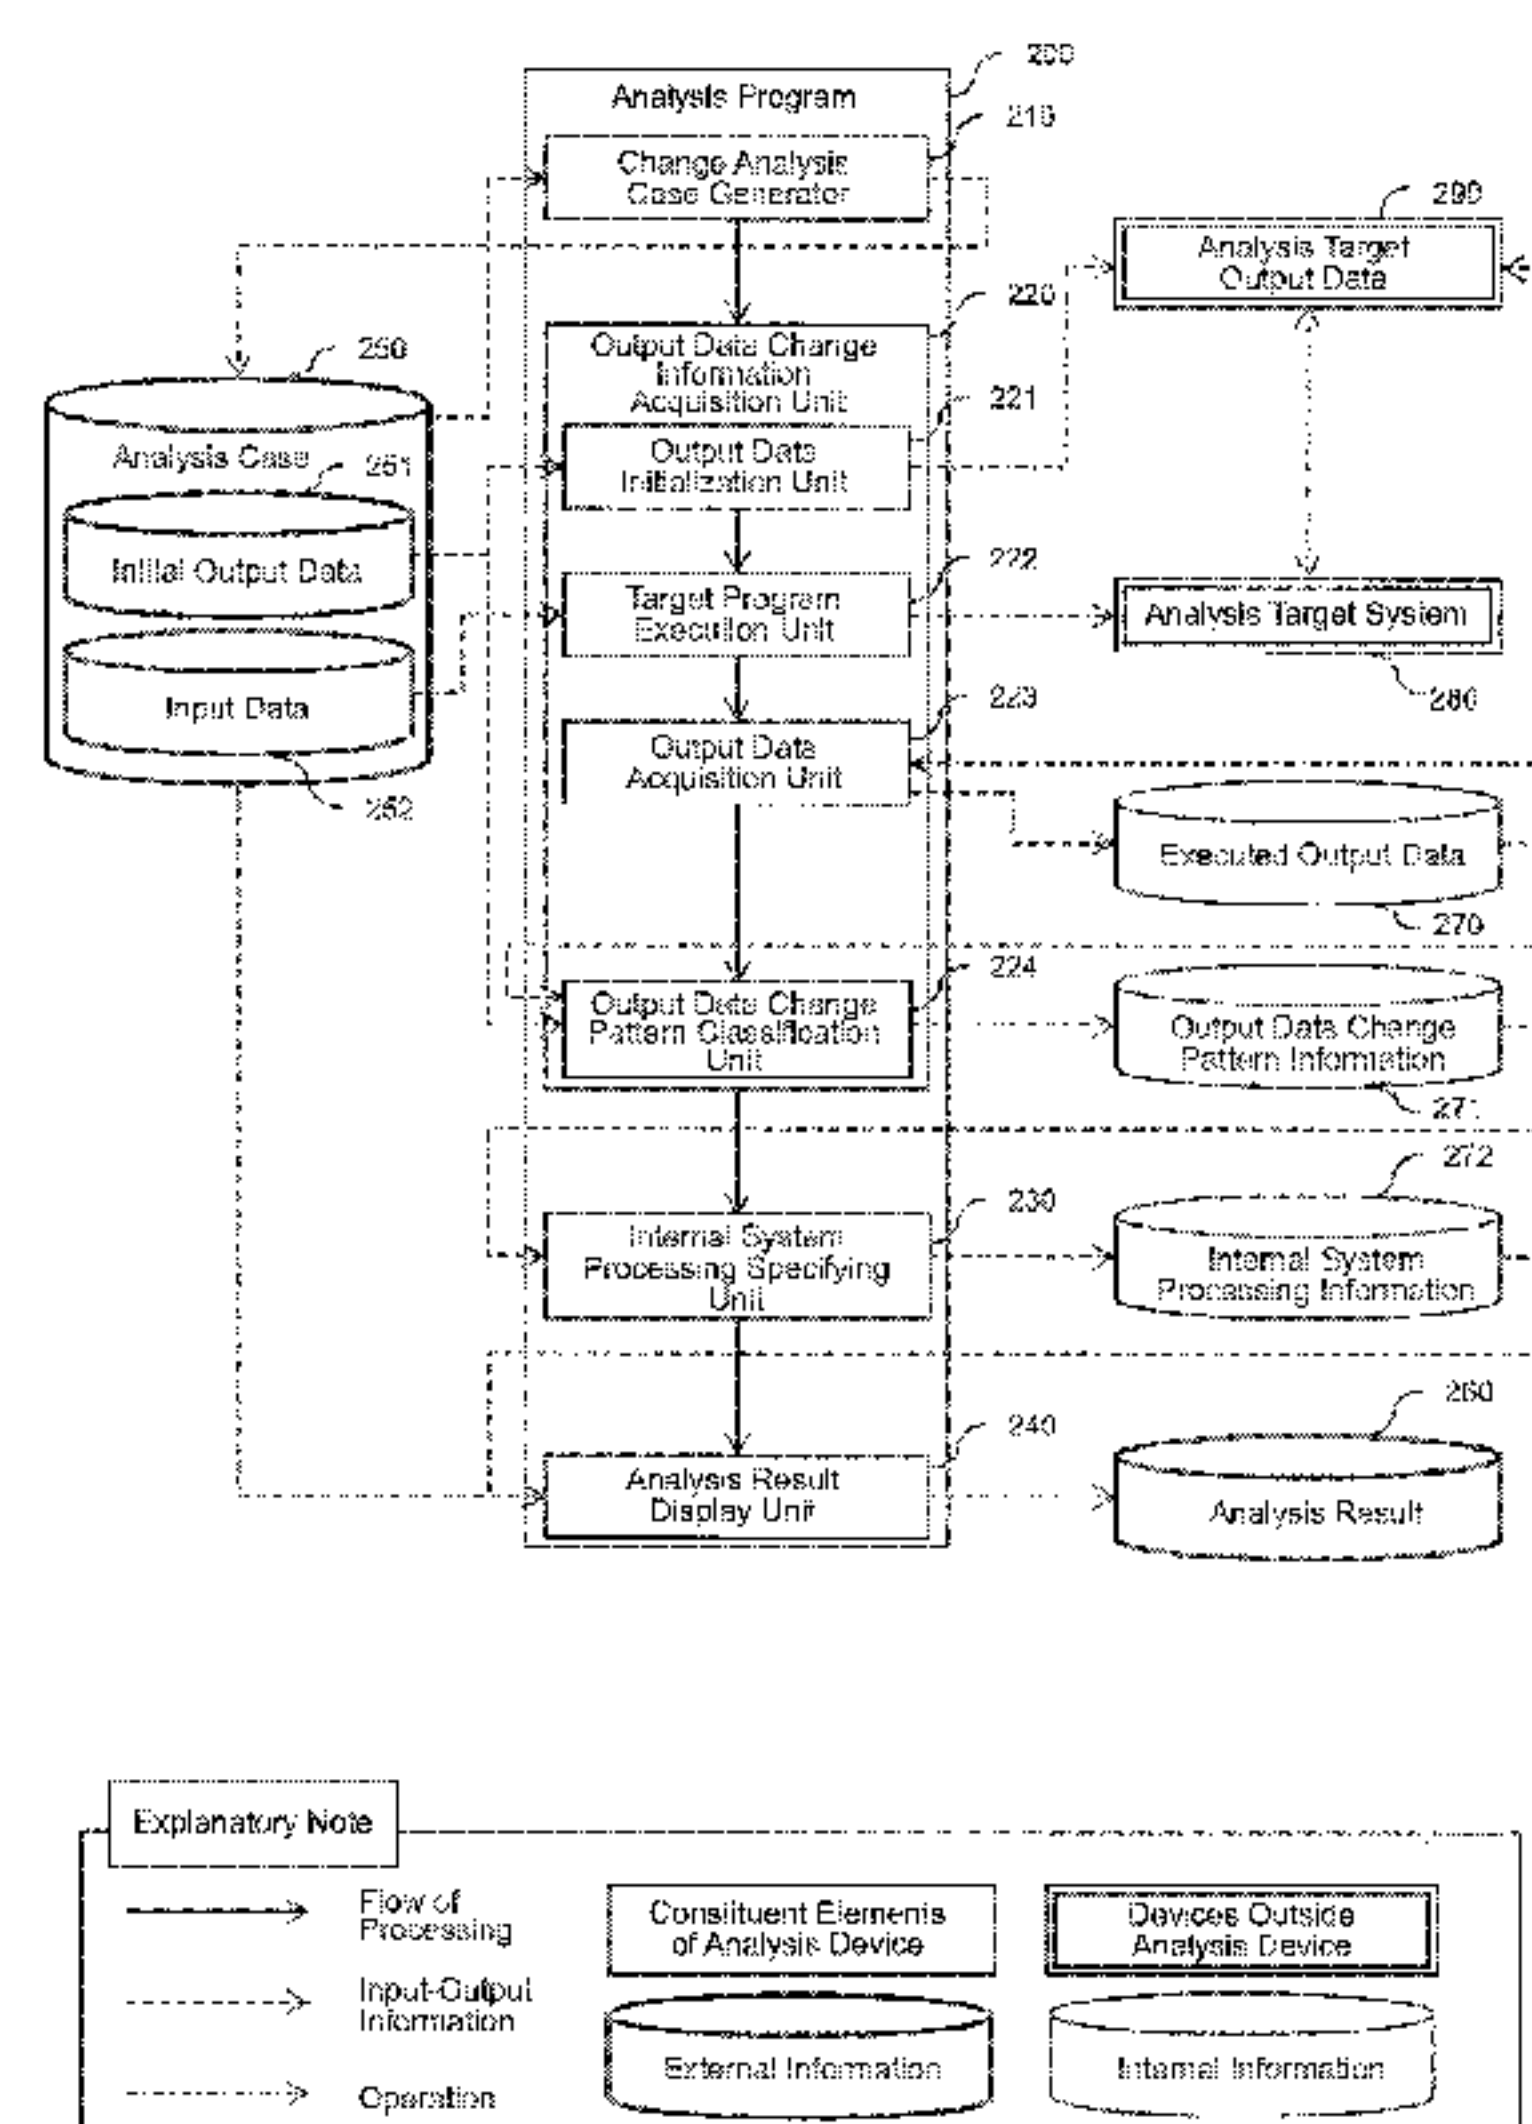 200
Analysis Program
210
Change Analysis
Case Generator
290
Analysis Target
Output Data
220
Output Data Change
Information
Acquisition Unit
250
Analysis Case
251
221
Output Data
Initialization Unit
Initial Output Data
222
Target Program
Execution Unit
Analysis Target System
280
Input Data
252
223
Output Data
Acquisition Unit
Executed Output Data
270
224
Output Data Change
Pattern Classification
Unit
Output Data Change
Pattern Information
271
272
230
Internal System
Processing Specifying
Unit
Internal System
Processing Information
260
240
Analysis Result
Display Unit
Analysis Result
Explanatory Note
Flow of
Processing
Constituent Elements
of Analysis Device
Devices Outside
Analysis Device
Input-Output
Information
External Information
Internal Information
Operation